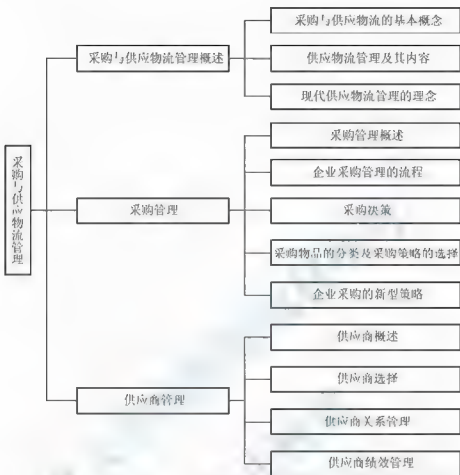 采购与供应物流管理
采购与供应物流管理概述
采购与供应物流的基本概念
供应物流管理及其内容
现代供应物流管理的理念
采购管理
采购管理概述
企业采购管理的流程
采购决策
采购物品的分类及采购策略的选择
企业采购的新型策略
供应商管理
供应商概述
供应商选择
供应商关系管理
供应商绩效管理